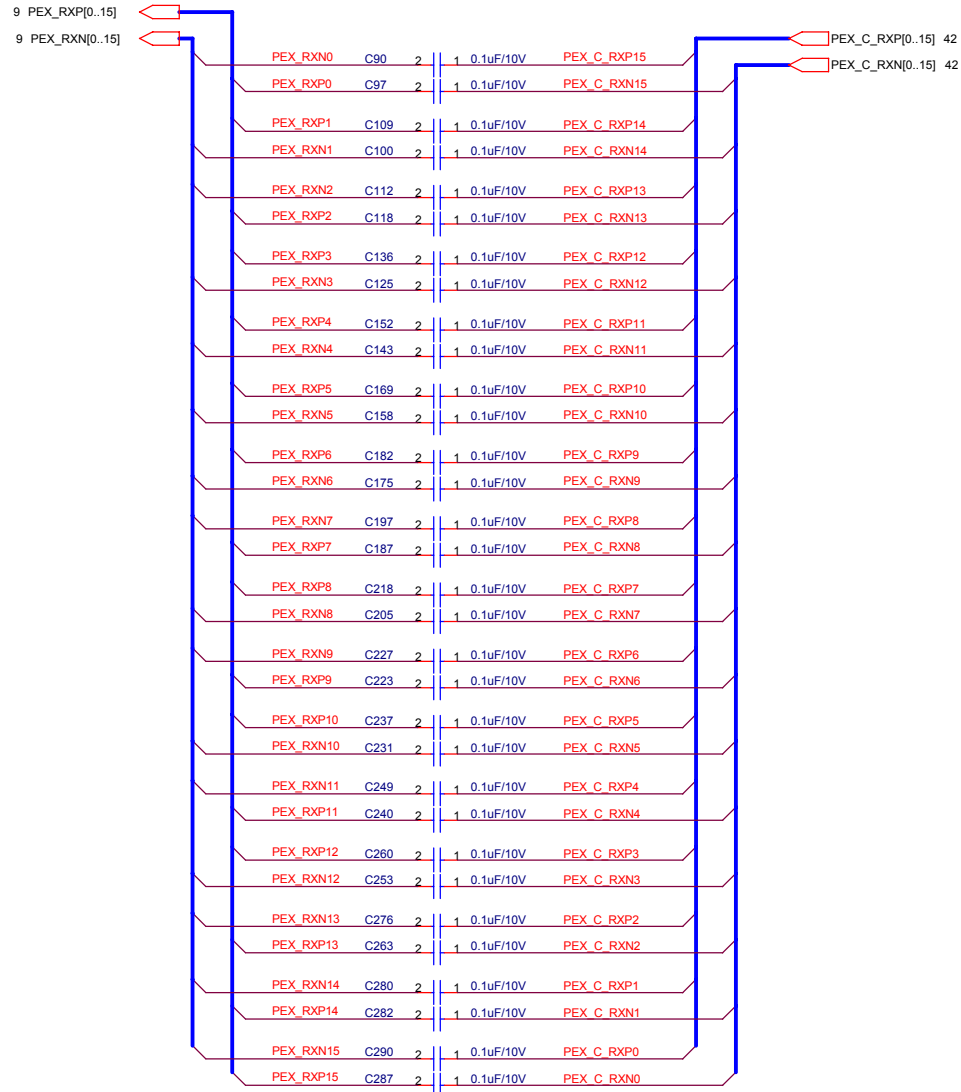 9 PEX_RXP[0..15]
9 PEX_RXN[0..15]
PEX_C_RXP[0..15] 42
PEX_C_RXN[0..15] 42
PEX_RXN0 C90 2 1 0.1uF/10V PEX_C_RXP15
PEX_RXP0 C97 2 1 0.1uF/10V PEX_C_RXN15
PEX_RXP1 C109 2 1 0.1uF/10V PEX_C_RXP14
PEX_RXN1 C100 2 1 0.1uF/10V PEX_C_RXN14
PEX_RXN2 C112 2 1 0.1uF/10V PEX_C_RXP13
PEX_RXP2 C118 2 1 0.1uF/10V PEX_C_RXN13
PEX_RXP3 C136 2 1 0.1uF/10V PEX_C_RXP12
PEX_RXN3 C125 2 1 0.1uF/10V PEX_C_RXN12
PEX_RXP4 C152 2 1 0.1uF/10V PEX_C_RXP11
PEX_RXN4 C143 2 1 0.1uF/10V PEX_C_RXN11
PEX_RXP5 C169 2 1 0.1uF/10V PEX_C_RXP10
PEX_RXN5 C158 2 1 0.1uF/10V PEX_C_RXN10
PEX_RXP6 C182 2 1 0.1uF/10V PEX_C_RXP9
PEX_RXN6 C175 2 1 0.1uF/10V PEX_C_RXN9
PEX_RXN7 C197 2 1 0.1uF/10V PEX_C_RXP8
PEX_RXP7 C187 2 1 0.1uF/10V PEX_C_RXN8
PEX_RXP8 C218 2 1 0.1uF/10V PEX_C_RXP7
PEX_RXN8 C205 2 1 0.1uF/10V PEX_C_RXN7
PEX_RXN9 C227 2 1 0.1uF/10V PEX_C_RXP6
PEX_RXP9 C223 2 1 0.1uF/10V PEX_C_RXN6
PEX_RXP10 C237 2 1 0.1uF/10V PEX_C_RXP5
PEX_RXN10 C231 2 1 0.1uF/10V PEX_C_RXN5
PEX_RXN11 C249 2 1 0.1uF/10V PEX_C_RXP4
PEX_RXP11 C240 2 1 0.1uF/10V PEX_C_RXN4
PEX_RXP12 C260 2 1 0.1uF/10V PEX_C_RXP3
PEX_RXN12 C253 2 1 0.1uF/10V PEX_C_RXN3
PEX_RXN13 C276 2 1 0.1uF/10V PEX_C_RXP2
PEX_RXP13 C263 2 1 0.1uF/10V PEX_C_RXN2
PEX_RXN14 C280 2 1 0.1uF/10V PEX_C_RXP1
PEX_RXP14 C282 2 1 0.1uF/10V PEX_C_RXN1
PEX_RXN15 C290 2 1 0.1uF/10V PEX_C_RXP0
PEX_RXP15 C287 2 1 0.1uF/10V PEX_C_RXN0